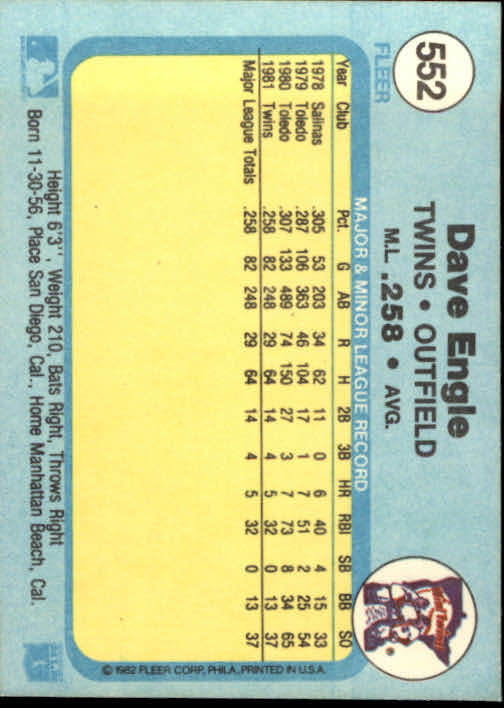 552
FLEER
Dave Engle
TWINS • OUTFIELD
M.L. .258 • AVG.
Twins
MAJOR & MINOR LEAGUE RECORD
Year Club Pct. G AB R H 2B 3B HR RBI SB BB SO
1978 Salinas .305 53 203 34 62 11 0 6 40 4 15 33
1979 Toledo .287 106 363 46 104 17 1 7 51 2 25 54
1980 Toledo .307 133 489 74 150 27 3 7 73 8 34 65
1981 Twins .258 82 248 29 64 14 4 5 32 0 13 37
Major League Totals .258 82 248 29 64 14 4 5 32 0 13 37
© 1982 FLEER CORP., PHILA., PRINTED IN U.S.A.
Height 6'3", Weight 210, Bats Right, Throws Right
Born 11-30-56, Place San Diego, Cal., Home Manhattan Beach, Cal.